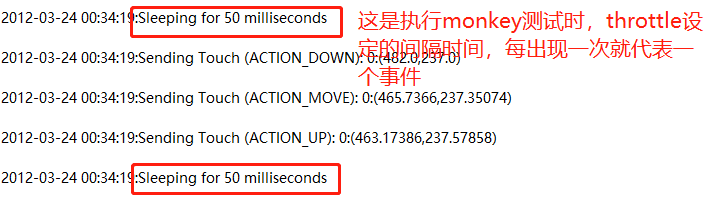 2012-03-24 00:34:19:Sleeping for 50 milliseconds
这是执行monkey测试时，throttle设
定的间隔时间，每出现一次就代表一
个事件
2012-03-24 00:34:19:Sending Touch (ACTION_DOWN): 0:(482.0,237.0)
2012-03-24 00:34:19:Sending Touch (ACTION_MOVE): 0:(465.7366,237.35074)
2012-03-24 00:34:19:Sending Touch (ACTION_UP): 0:(463.17386,237.57858)
2012-03-24 00:34:19:Sleeping for 50 milliseconds